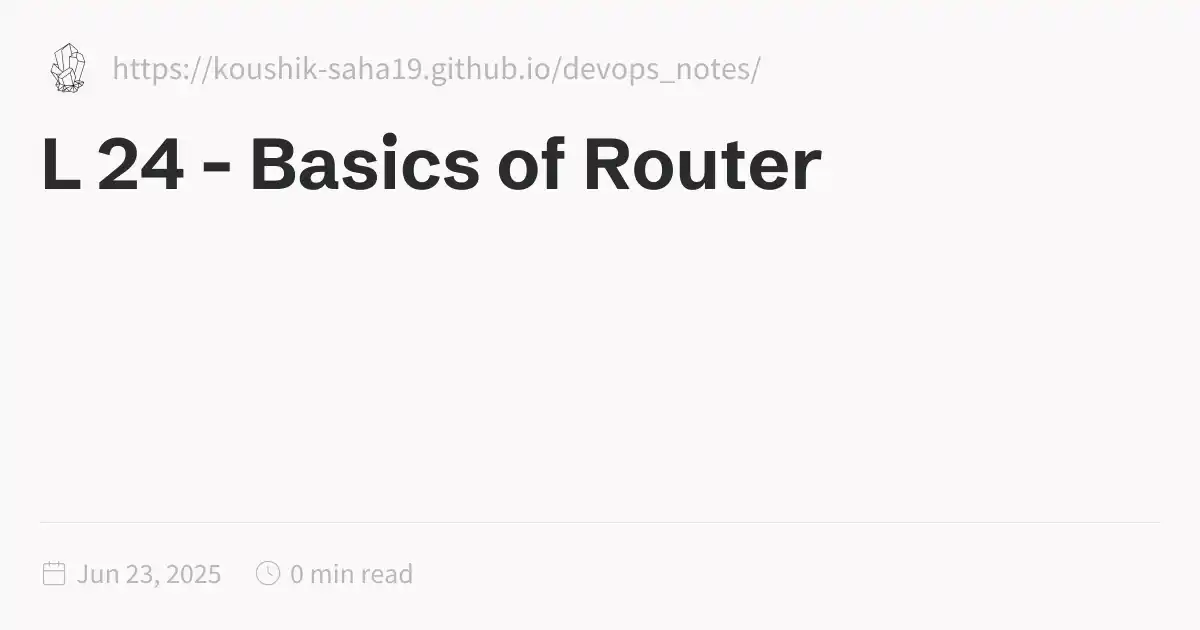 https://koushik-saha19.github.io/devops_notes/
L 24 - Basics of Router
Jun 23, 2025 0 min read